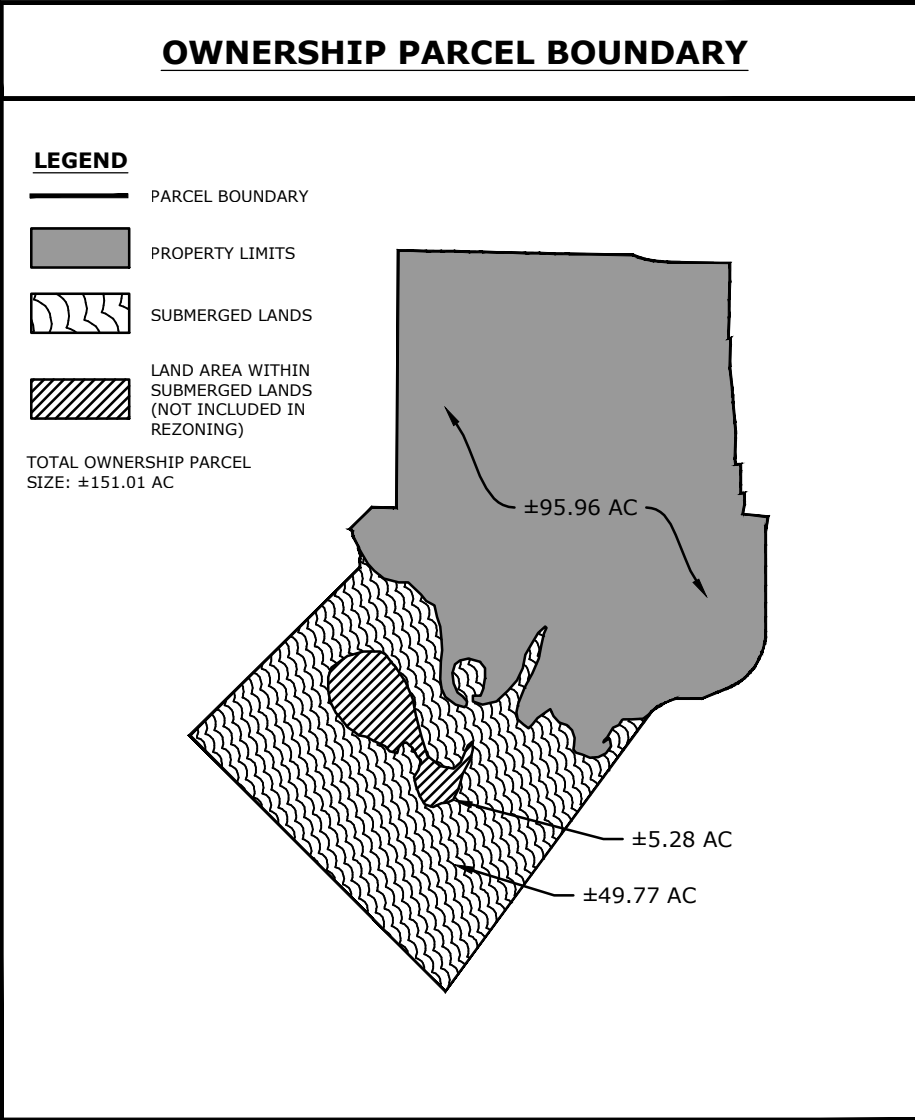 OWNERSHIP PARCEL BOUNDARY
LEGEND
PARCEL BOUNDARY
PROPERTY LIMITS
SUBMERGED LANDS
LAND AREA WITHIN
SUBMERGED LANDS
(NOT INCLUDED IN
REZONING)
TOTAL OWNERSHIP PARCEL
SIZE: ±151.01 AC
±95.96 AC
±5.28 AC
±49.77 AC